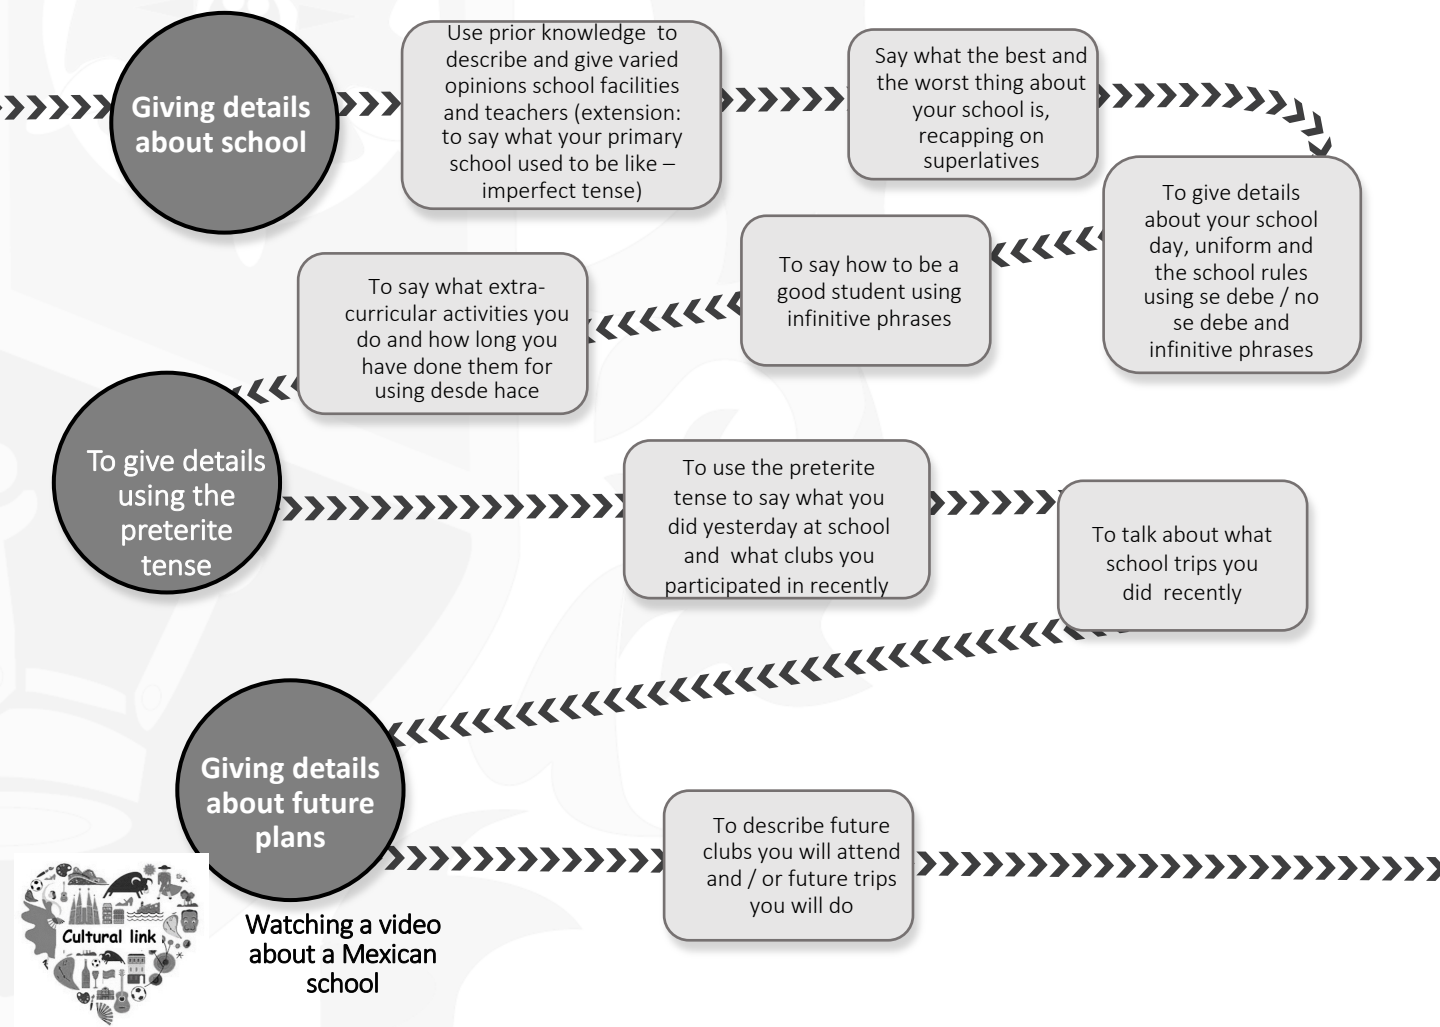 Giving details
about school
Use prior knowledge to
describe and give varied
opinions school facilities
and teachers (extension:
to say what your primary
school used to be like –
imperfect tense)
Say what the best and
the worst thing about
your school is,
recapping on
superlatives
To give details
about your school
day, uniform and
the school rules
using se debe / no
se debe and
infinitive phrases
To say how to be a
good student using
infinitive phrases
To say what extra-
curricular activities you
do and how long you
have done them for
using desde hace
To give details
using the
preterite
tense
To use the preterite
tense to say what you
did yesterday at school
and what clubs you
participated in recently
To talk about what
school trips you
did recently
Giving details
about future
plans
To describe future
clubs you will attend
and / or future trips
you will do
Cultural link
Watching a video
about a Mexican
school